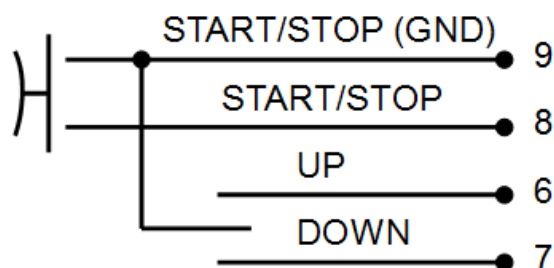 START/STOP (GND) 9
START/STOP 8
UP 6
DOWN 7